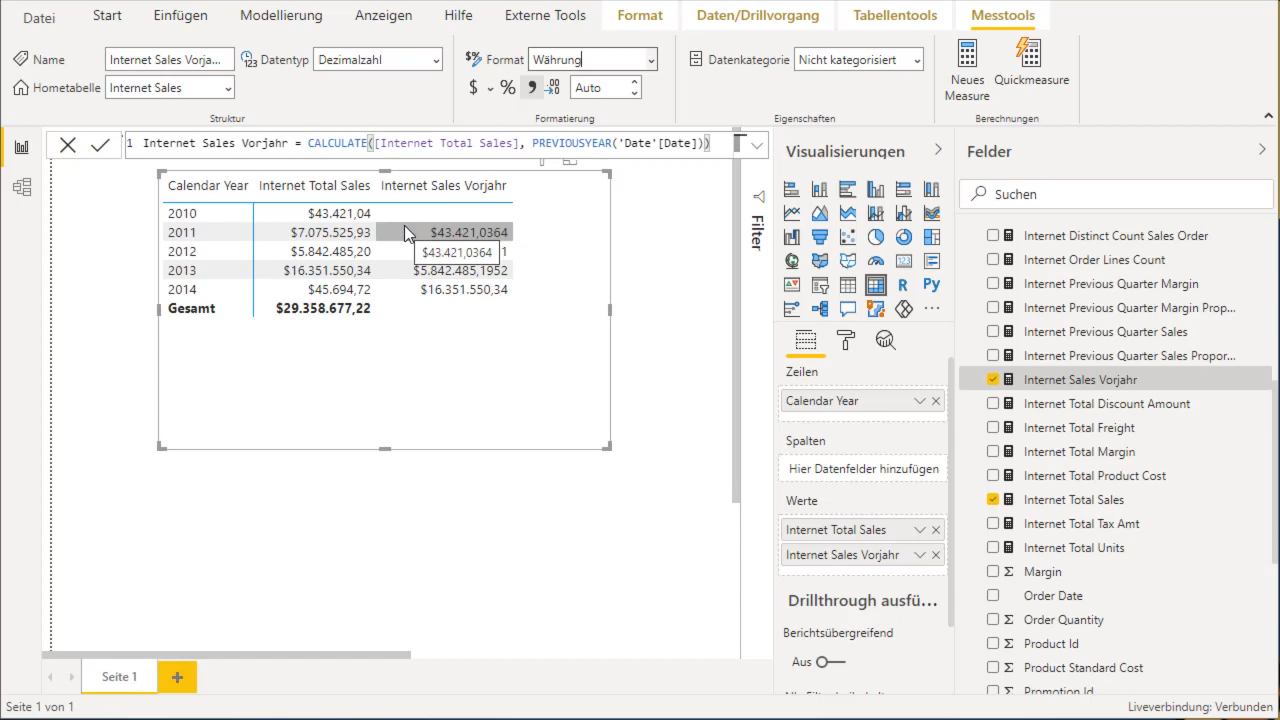 Datei Start Einfügen Modellierung Anzeigen Hilfe Externe Tools Format Daten/Drillvorgang Tabellentools Messtools
Name Internet Sales Vorja... Datentyp Dezimalzahl Format Währung Datenkategorie Nicht kategorisiert
Hometabelle Internet Sales $ % 9 Auto
Neues Measure
Quickmeasure
Struktur Formatierung Eigenschaften Berechnungen
1 Internet Sales Vorjahr = CALCULATE([Internet Total Sales], PREVIOUSYEAR('Date'[Date]))
Calendar Year Internet Total Sales Internet Sales Vorjahr
2010 $43.421,04
2011 $7.075.525,93 $43.421,0364
2012 $5.842.485,20 1
$43.421,0364
2013 $16.351.550,34 $5.842.485,1952
2014 $45.694,72 $16.351.550,34
Gesamt $29.358.677,22
Filter
Visualisierungen
R Py
Zeilen
Calendar Year
Spalten
Hier Datenfelder hinzufügen
Werte
Internet Total Sales
Internet Sales Vorjahr
Drillthrough ausfü...
Berichtsübergreifend
Aus
Felder
Suchen
Internet Distinct Count Sales Order
Internet Order Lines Count
Internet Previous Quarter Margin
Internet Previous Quarter Margin Prop...
Internet Previous Quarter Sales
Internet Previous Quarter Sales Propor...
Internet Sales Vorjahr
Internet Total Discount Amount
Internet Total Freight
Internet Total Margin
Internet Total Product Cost
Internet Total Sales
Internet Total Tax Amt
Internet Total Units
Margin
Order Date
Order Quantity
Product Id
Product Standard Cost
Promotion Id
Seite 1
Seite 1 von 1
Liveverbindung: Verbunden